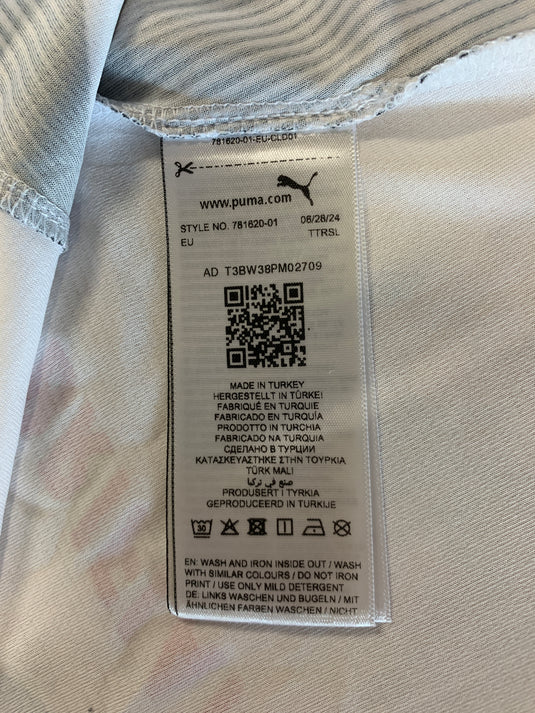 781620-01-EU-CLD01
www.puma.com
STYLE NO. 781620-01 08/28/24
EU TTRSL
AD T3BW38PM02709
MADE IN TURKEY
HERGESTELLT IN TÜRKEI
FABRIQUÉ EN TURQUIE
FABRICADO EN TURQUÍA
PRODOTTO IN TURCHIA
FABRICADO NA TURQUIA
СДЕЛАНО В ТУРЦИИ
ΚΑΤΑΣΚΕΥΑΣΤΗΚΕ ΣΤΗΝ ΤΟΥΡΚΙΑ
TÜRK MALI
صنع في تركيا
PRODUSERT I TYRKIA
GEPRODUCEERD IN TURKIJE
30
EN: WASH AND IRON INSIDE OUT / WASH
WITH SIMILAR COLOURS / DO NOT IRON
PRINT / USE ONLY MILD DETERGENT
DE: LINKS WASCHEN UND BÜGELN / MIT
ÄHNLICHEN FARBEN WASCHEN / NICHT